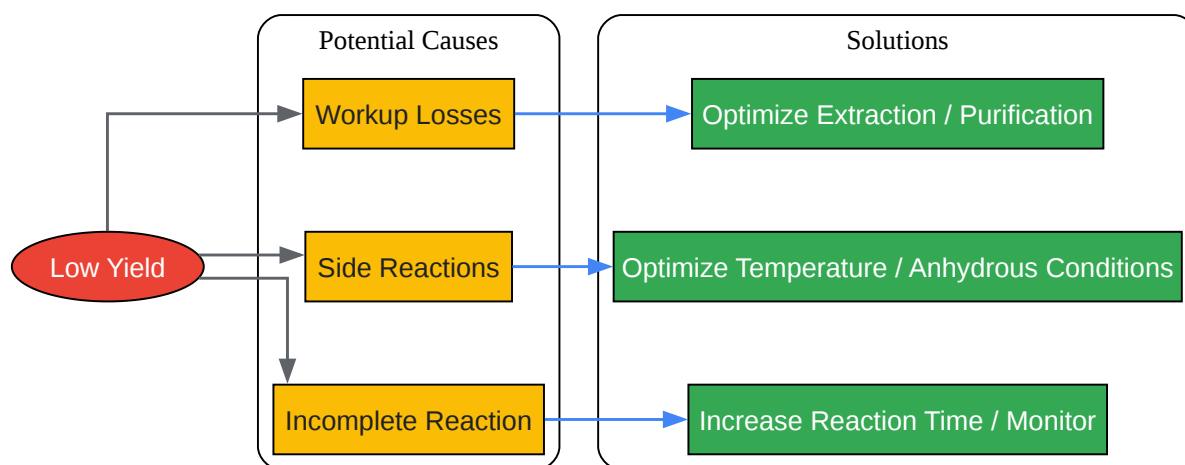 Potential Causes
Solutions
Workup Losses
Optimize Extraction / Purification
Low Yield
Side Reactions
Optimize Temperature / Anhydrous Conditions
Incomplete Reaction
Increase Reaction Time / Monitor